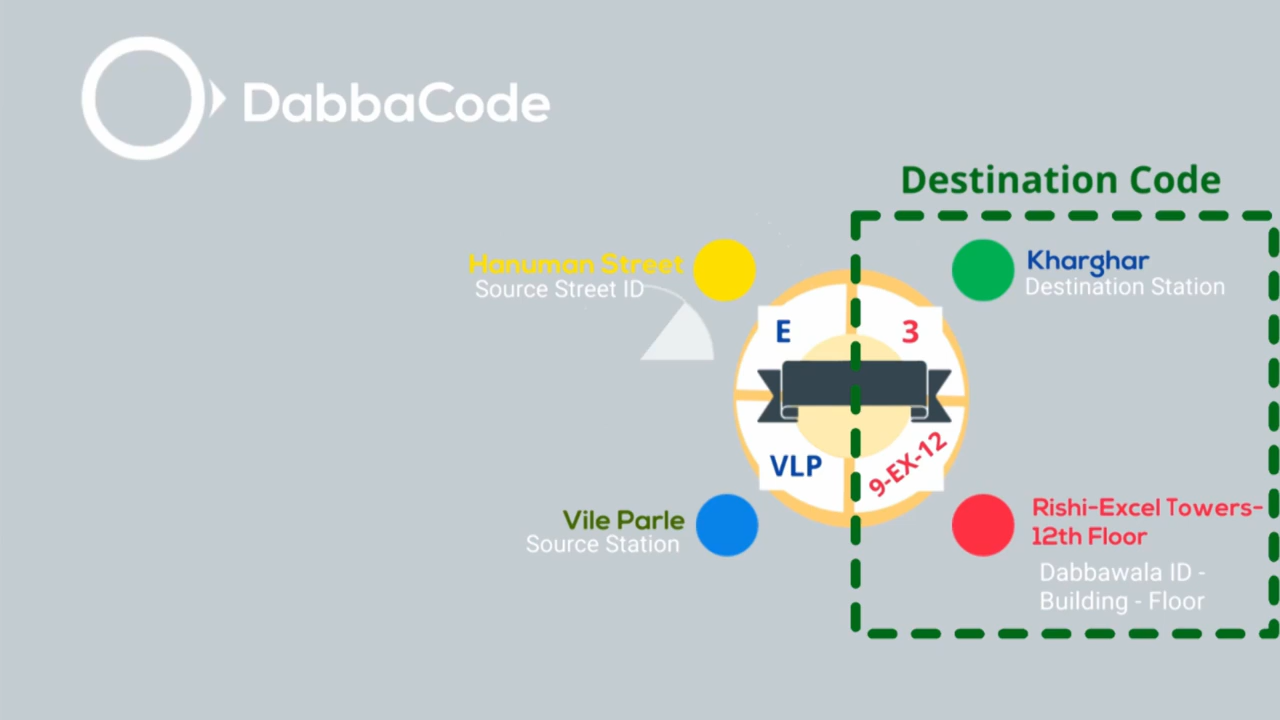 DabbaCode
Destination Code
Hanuman Street
Source Street ID
Kharghar
Destination Station
E
3
VLP
9-EX-12
Vile Parle
Source Station
Rishi-Excel Towers-
12th Floor
Dabbawala ID -
Building - Floor